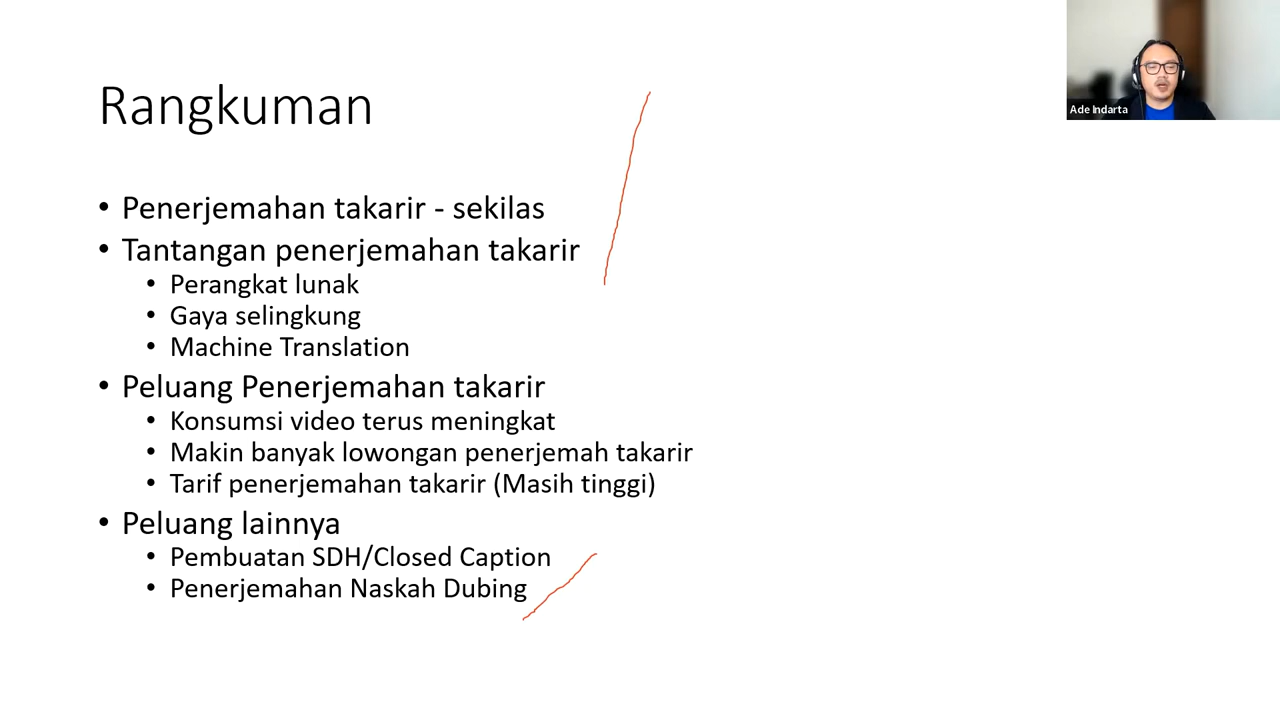 Rangkuman
Ade Indarta
• Penerjemahan takarir - sekilas
• Tantangan penerjemahan takarir
• Perangkat lunak
• Gaya selingkung
• Machine Translation
• Peluang Penerjemahan takarir
• Konsumsi video terus meningkat
• Makin banyak lowongan penerjemah takarir
• Tarif penerjemahan takarir (Masih tinggi)
• Peluang lainnya
• Pembuatan SDH/Closed Caption
• Penerjemahan Naskah Dubing